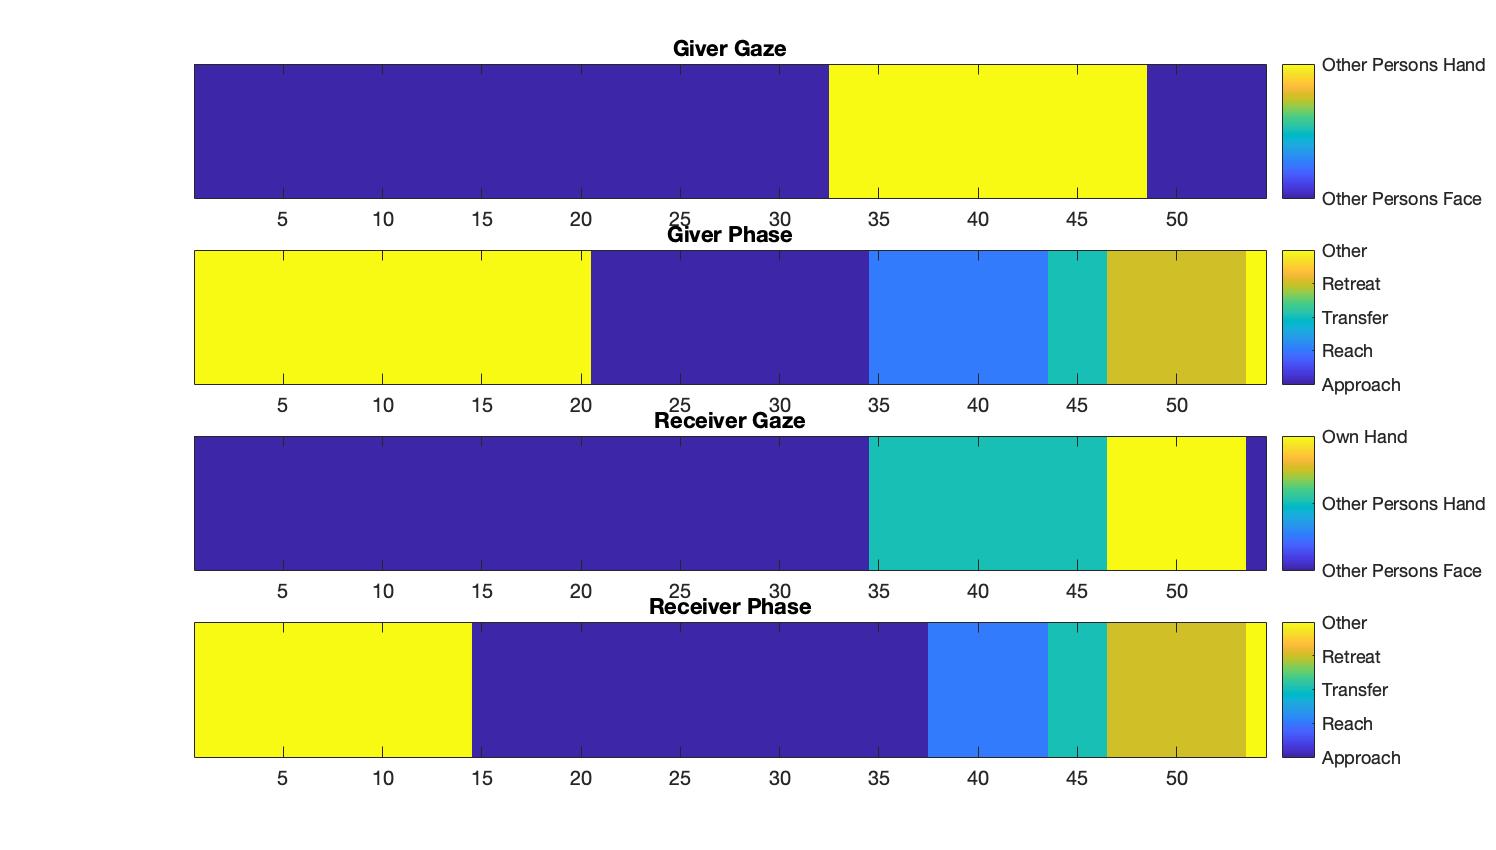 Giver Gaze
Other Persons Hand
Other Persons Face
5 10 15 20 25 30 35 40 45 50
Giver Phase
Other
Retreat
Transfer
Reach
Approach
5 10 15 20 25 30 35 40 45 50
Receiver Gaze
Own Hand
Other Persons Hand
Other Persons Face
5 10 15 20 25 30 35 40 45 50
Receiver Phase
Other
Retreat
Transfer
Reach
Approach
5 10 15 20 25 30 35 40 45 50